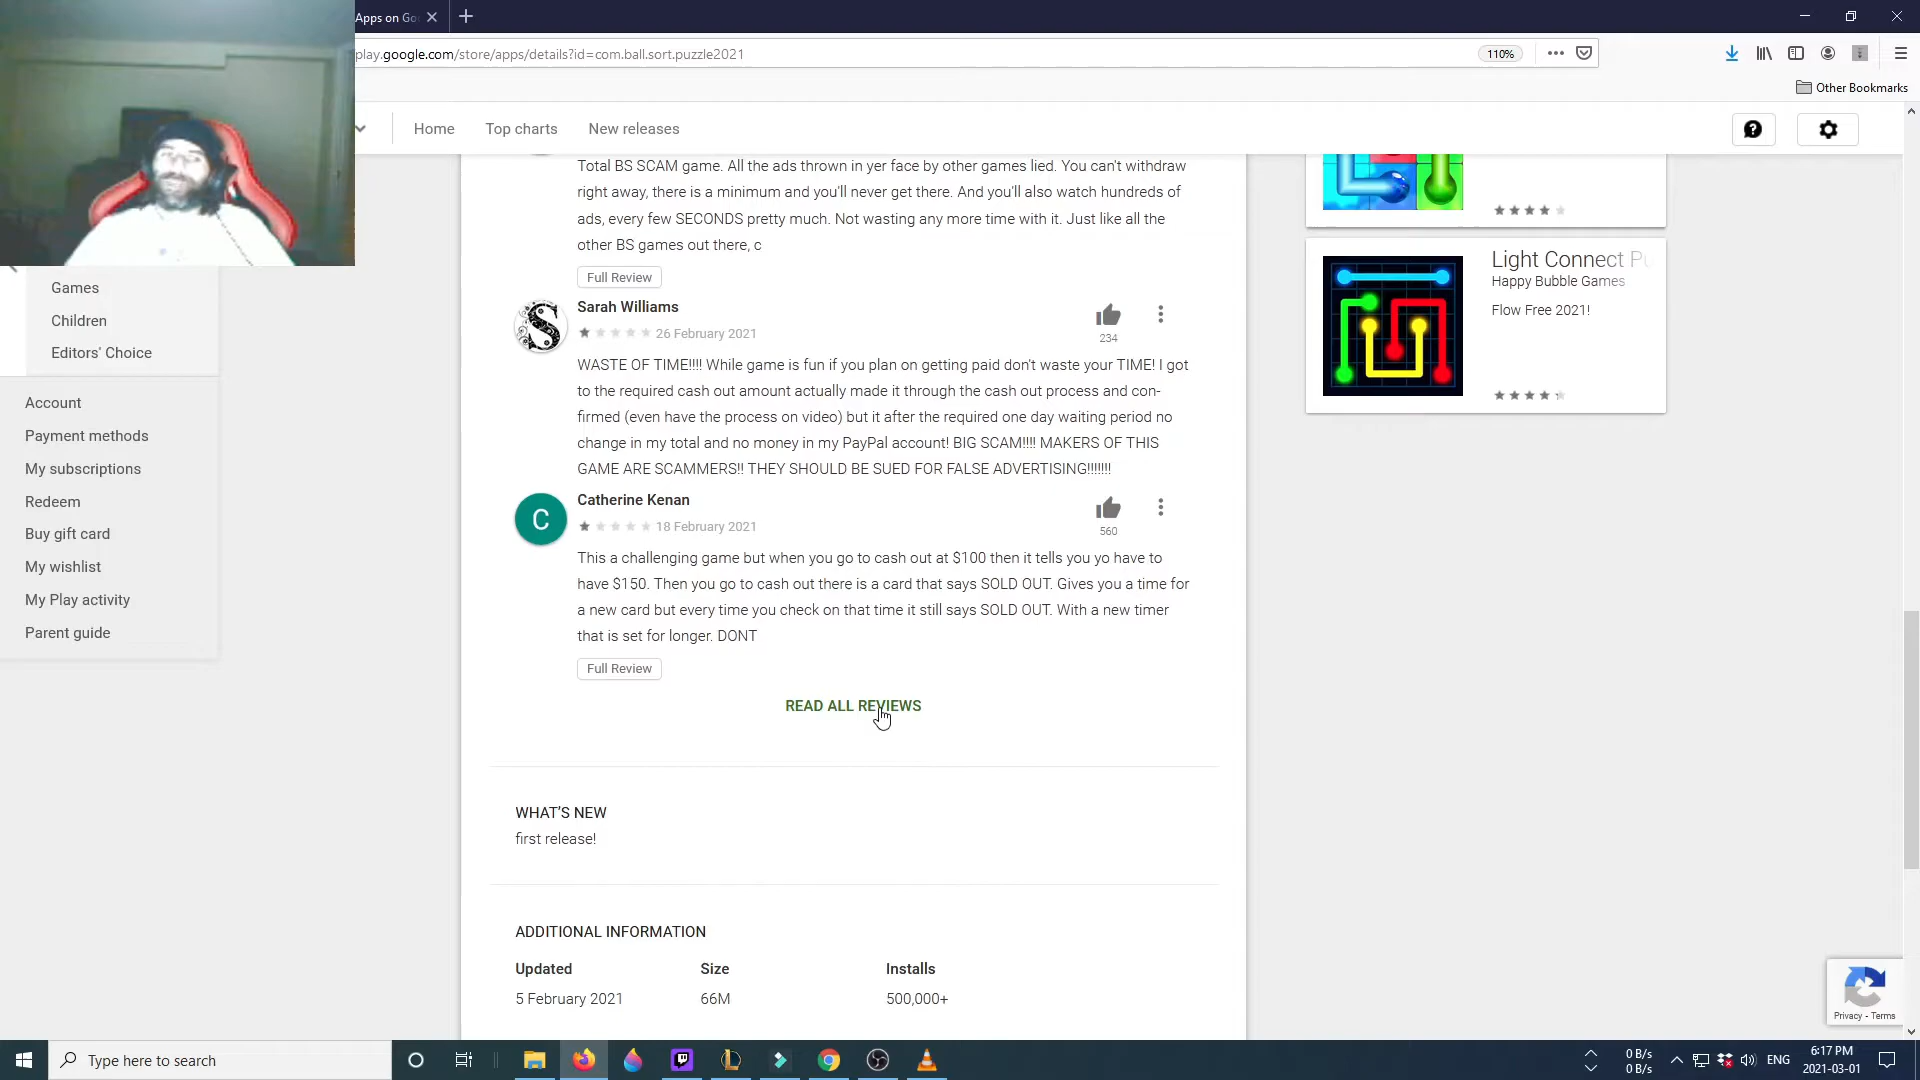 Apps on Go
play.google.com/store/apps/details?id=com.ball.sort.puzzle2021
110%
Other Bookmarks
Home
Top charts
New releases
Games
Children
Editors' Choice
Account
Payment methods
My subscriptions
Redeem
Buy gift card
My wishlist
My Play activity
Parent guide
Total BS SCAM game. All the ads thrown in yer face by other games lied. You can't withdraw
right away, there is a minimum and you'll never get there. And you'll also watch hundreds of
ads, every few SECONDS pretty much. Not wasting any more time with it. Just like all the
other BS games out there, c
Full Review
Sarah Williams
26 February 2021
234
WASTE OF TIME!!!! While game is fun if you plan on getting paid don't waste your TIME! I got
to the required cash out amount actually made it through the cash out process and con-
firmed (even have the process on video) but it after the required one day waiting period no
change in my total and no money in my PayPal account! BIG SCAM!!!! MAKERS OF THIS
GAME ARE SCAMMERS!! THEY SHOULD BE SUED FOR FALSE ADVERTISING!!!!!!!
C
Catherine Kenan
18 February 2021
560
This a challenging game but when you go to cash out at $100 then it tells you yo have to
have $150. Then you go to cash out there is a card that says SOLD OUT. Gives you a time for
a new card but every time you check on that time it still says SOLD OUT. With a new timer
that is set for longer. DONT
Full Review
READ ALL REVIEWS
WHAT'S NEW
first release!
ADDITIONAL INFORMATION
Updated
Size
Installs
5 February 2021
66M
500,000+
Light Connect Pu
Happy Bubble Games
Flow Free 2021!
Privacy - Terms
Type here to search
0 B/s
0 B/s
ENG
6:17 PM
2021-03-01